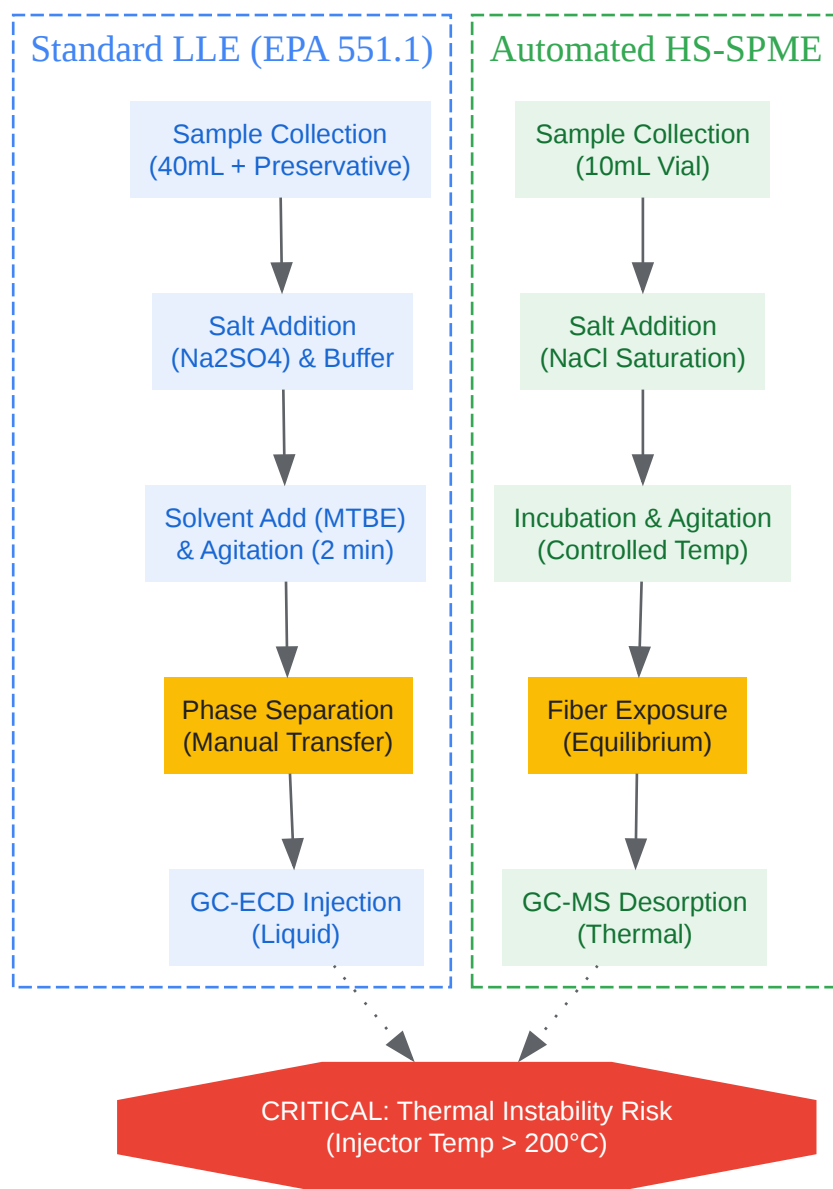 Standard LLE (EPA 551.1)
Sample Collection
(40mL + Preservative)
Salt Addition
(Na2SO4) & Buffer
Solvent Add (MTBE)
& Agitation (2 min)
Phase Separation
(Manual Transfer)
GC-ECD Injection
(Liquid)
Automated HS-SPME
Sample Collection
(10mL Vial)
Salt Addition
(NaCl Saturation)
Incubation & Agitation
(Controlled Temp)
Fiber Exposure
(Equilibrium)
GC-MS Desorption
(Thermal)
CRITICAL: Thermal Instability Risk
(Injector Temp > 200°C)